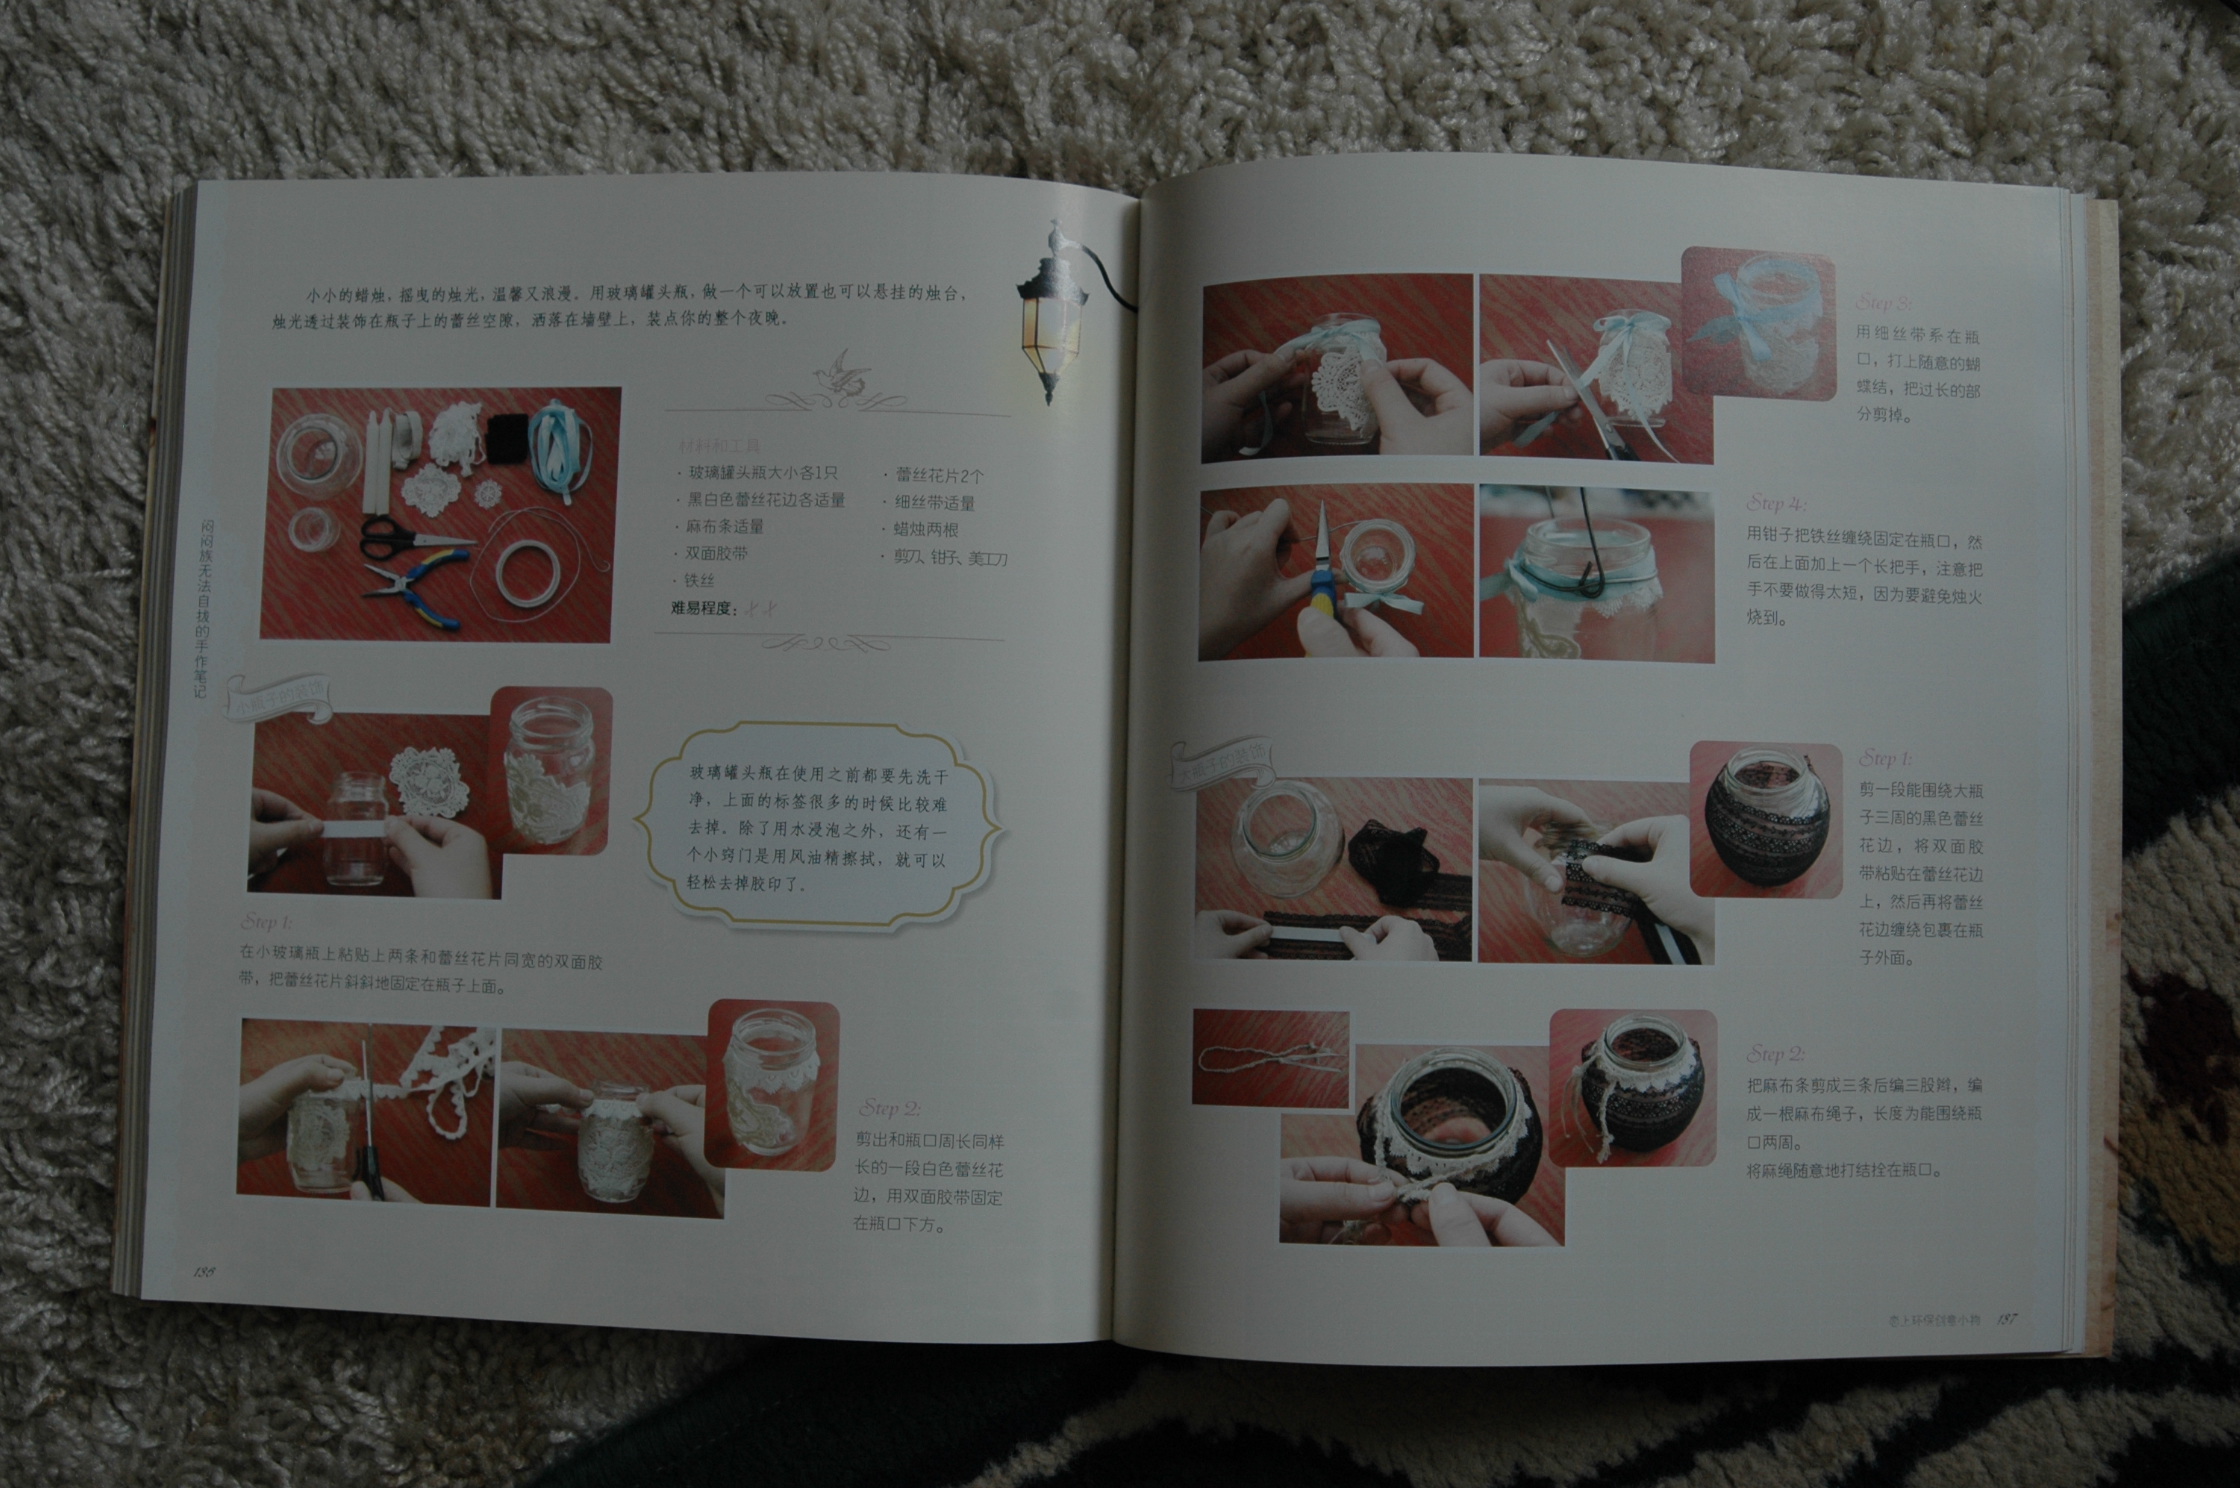 小小的蜡烛，摇曳的烛光，温馨又浪漫。用玻璃罐头瓶，做一个可以放置也可以悬挂的烛台，
烛光透过装饰在瓶子上的蕾丝空隙，洒落在墙壁上，装点你的整个夜晚。
材料和工具
· 玻璃罐头瓶大小各1只
· 黑白色蕾丝花边各适量
· 麻布条适量
· 双面胶带
· 铁丝
· 蕾丝花片2个
· 细丝带适量
· 蜡烛两根
· 剪刀、钳子、美工刀
难易程度：
玻璃罐头瓶在使用之前都要先洗干
净，上面的标签很多的时候比较难
去掉。除了用水浸泡之外，还有一
个小窍门是用风油精擦拭，就可以
轻松去掉胶印了。
小瓶子的装饰
Step 1:
在小玻璃瓶上粘贴上两条和蕾丝花片同宽的双面胶
带，把蕾丝花片斜斜地固定在瓶子上面。
Step 2:
剪出和瓶口周长同样
长的一段白色蕾丝花
边，用双面胶带固定
在瓶口下方。
闷闷族无法自拔的手作笔记
136
Step 3:
用细丝带系在瓶
口，打上随意的蝴
蝶结，把过长的部
分剪掉。
Step 4:
用钳子把铁丝缠绕固定在瓶口，然
后在上面加上一个长把手，注意把
手不要做得太短，因为要避免烛火
烧到。
大瓶子的装饰
Step 1:
剪一段能围绕大瓶
子三周的黑色蕾丝
花边，将双面胶
带粘贴在蕾丝花边
上，然后再将蕾丝
花边缠绕包裹在瓶
子外面。
Step 2:
把麻布条剪成三条后编三股辫，编
成一根麻布绳子，长度为能围绕瓶
口两周。
将麻绳随意地打结拴在瓶口。
恋上环保创意小物
137